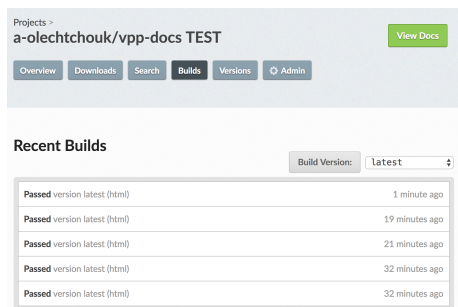 Projects >
a-olechtchouk/vpp-docs TEST
View Docs
Overview Downloads Search Builds Versions Admin
Recent Builds
Build Version: latest
Passed version latest (html) 1 minute ago
Passed version latest (html) 19 minutes ago
Passed version latest (html) 21 minutes ago
Passed version latest (html) 32 minutes ago
Passed version latest (html) 32 minutes ago